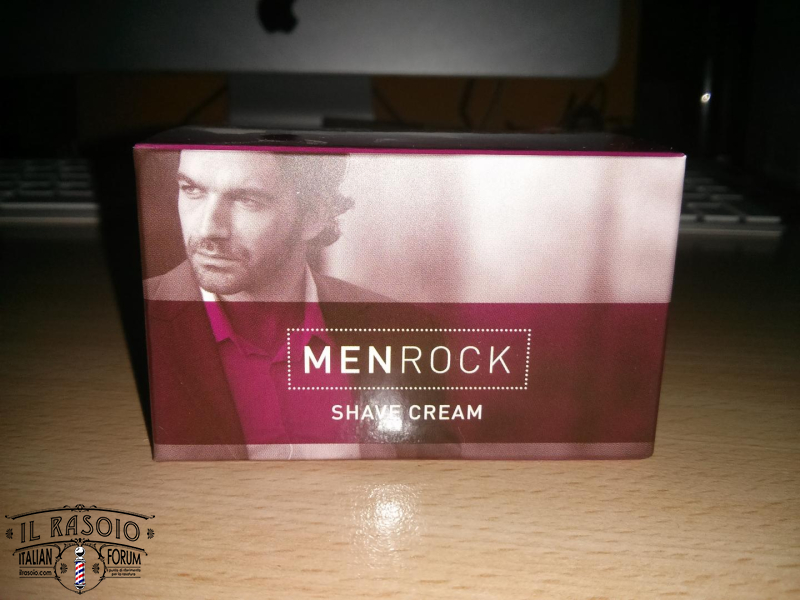 MENROCK
SHAVE CREAM
IL RASOIO
ITALIAN FORUM
ilrasoio.com